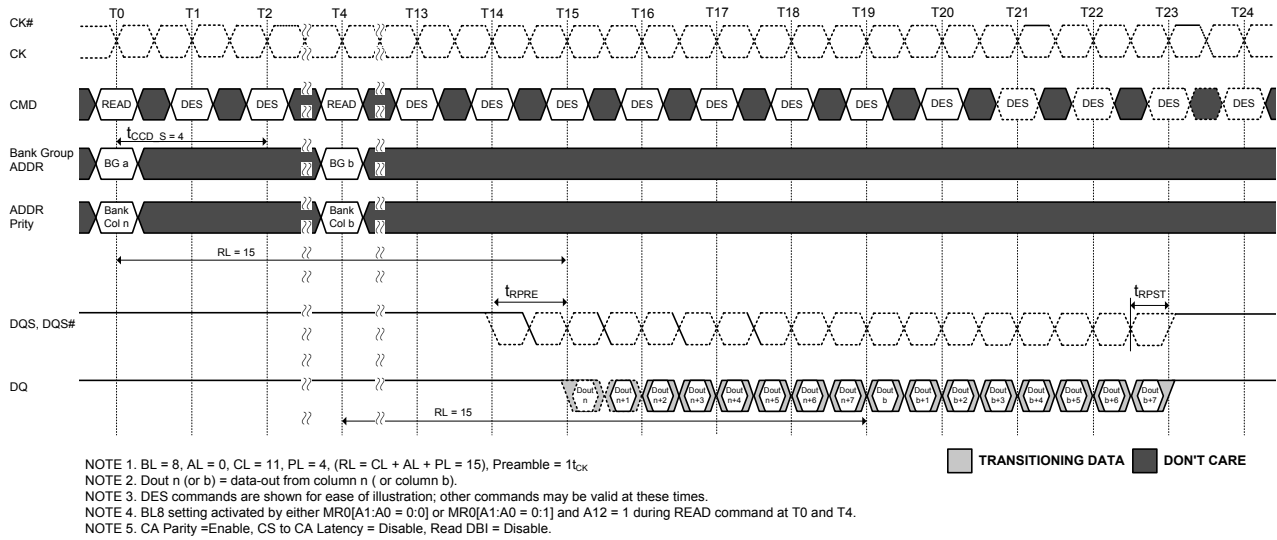 T0 T1 T2 T4 T13 T14 T15 T16 T17 T18 T19 T20 T21 T22 T23 T24
CK#
CK
CMD READ DES DES READ DES DES DES DES DES DES DES DES DES DES DES DES
tCCD_S = 4
Bank Group
ADDR
BG a BG b
ADDR
Prity
Bank
Col n
Bank
Col b
RL = 15
tRPRE tRPST
DQS, DQS#
DQ
Dout
n
Dout
n+1
Dout
n+2
Dout
n+3
Dout
n+4
Dout
n+5
Dout
n+6
Dout
n+7
Dout
b
Dout
b+1
Dout
b+2
Dout
b+3
Dout
b+4
Dout
b+5
Dout
b+6
Dout
b+7
RL = 15
NOTE 1. BL = 8, AL = 0, CL = 11, PL = 4, (RL = CL + AL + PL = 15), Preamble = 1tCK
NOTE 2. Dout n (or b) = data-out from column n ( or column b).
NOTE 3. DES commands are shown for ease of illustration; other commands may be valid at these times.
NOTE 4. BL8 setting activated by either MR0[A1:A0 = 0:0] or MR0[A1:A0 = 0:1] and A12 = 1 during READ command at T0 and T4.
NOTE 5. CA Parity =Enable, CS to CA Latency = Disable, Read DBI = Disable.
TRANSITIONING DATA DON'T CARE